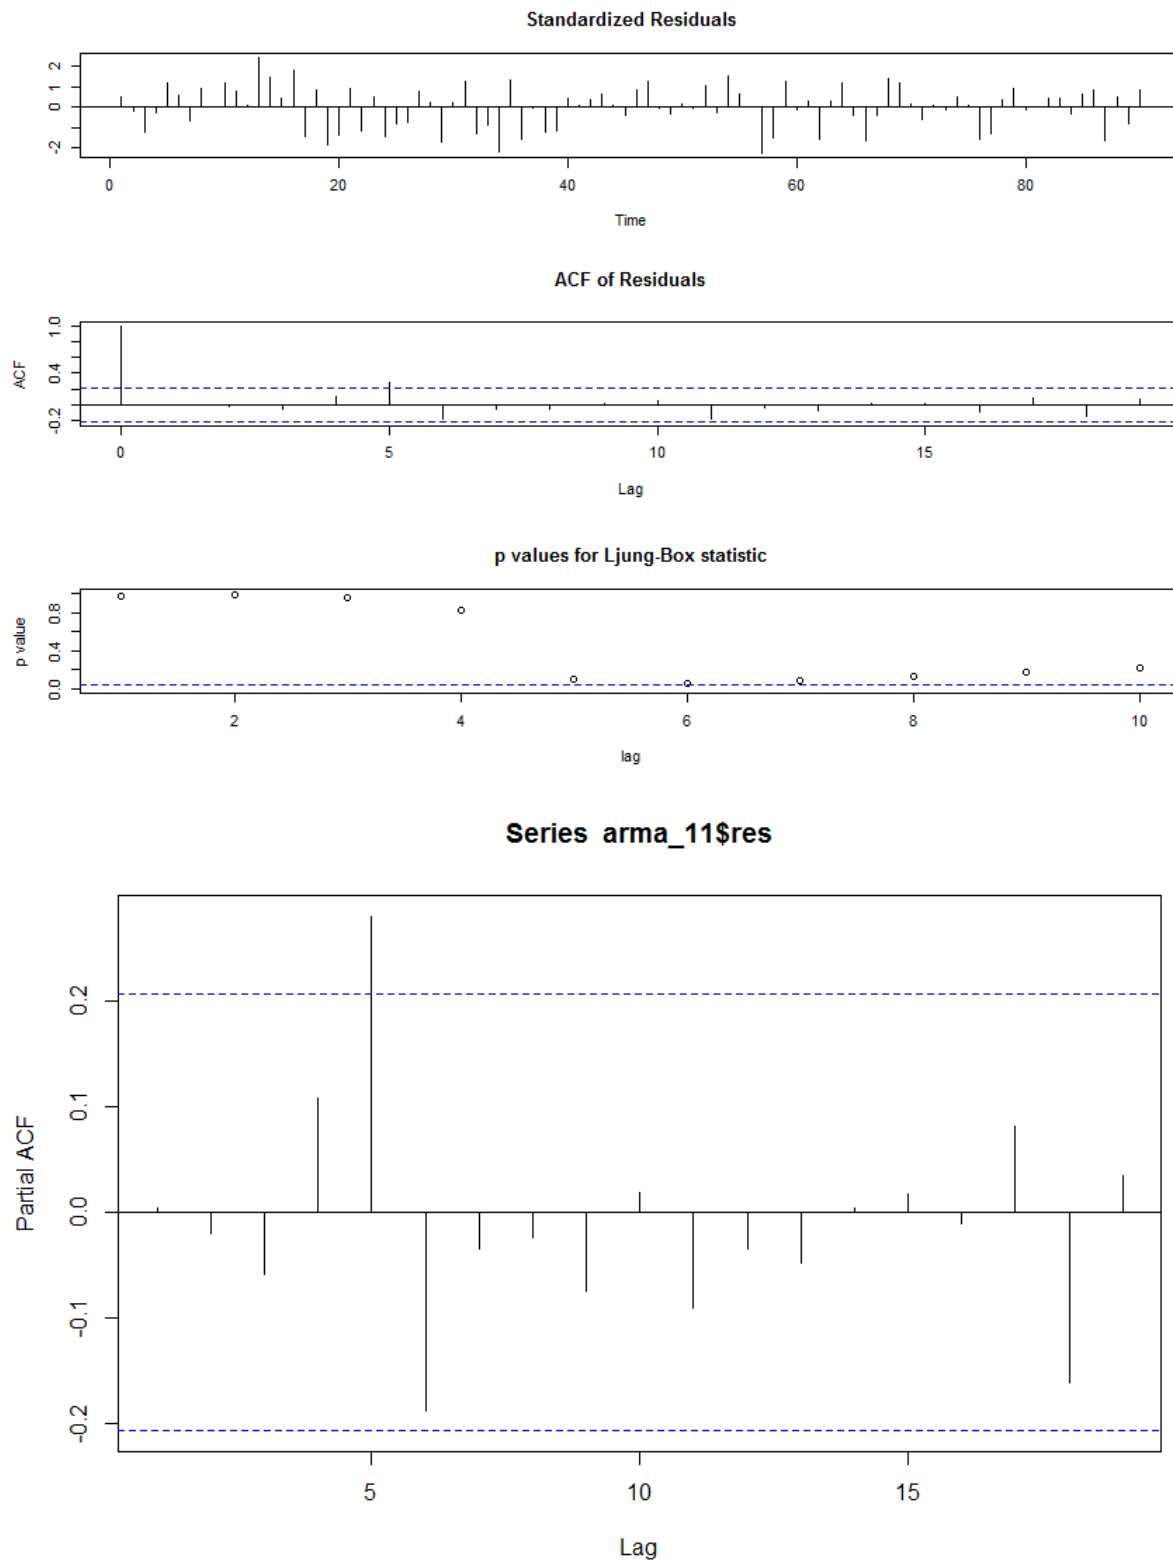 Standardized Residuals
2
1
0
-2
0 20 40 60 80
Time
ACF of Residuals
ACF
1.0
0.4
-0.2
0 5 10 15
Lag
p values for Ljung-Box statistic
p value
0.8
0.4
0.0
2 4 6 8 10
lag
Series arma_11$res
Partial ACF
0.2
0.1
0.0
-0.1
-0.2
5 10 15
Lag